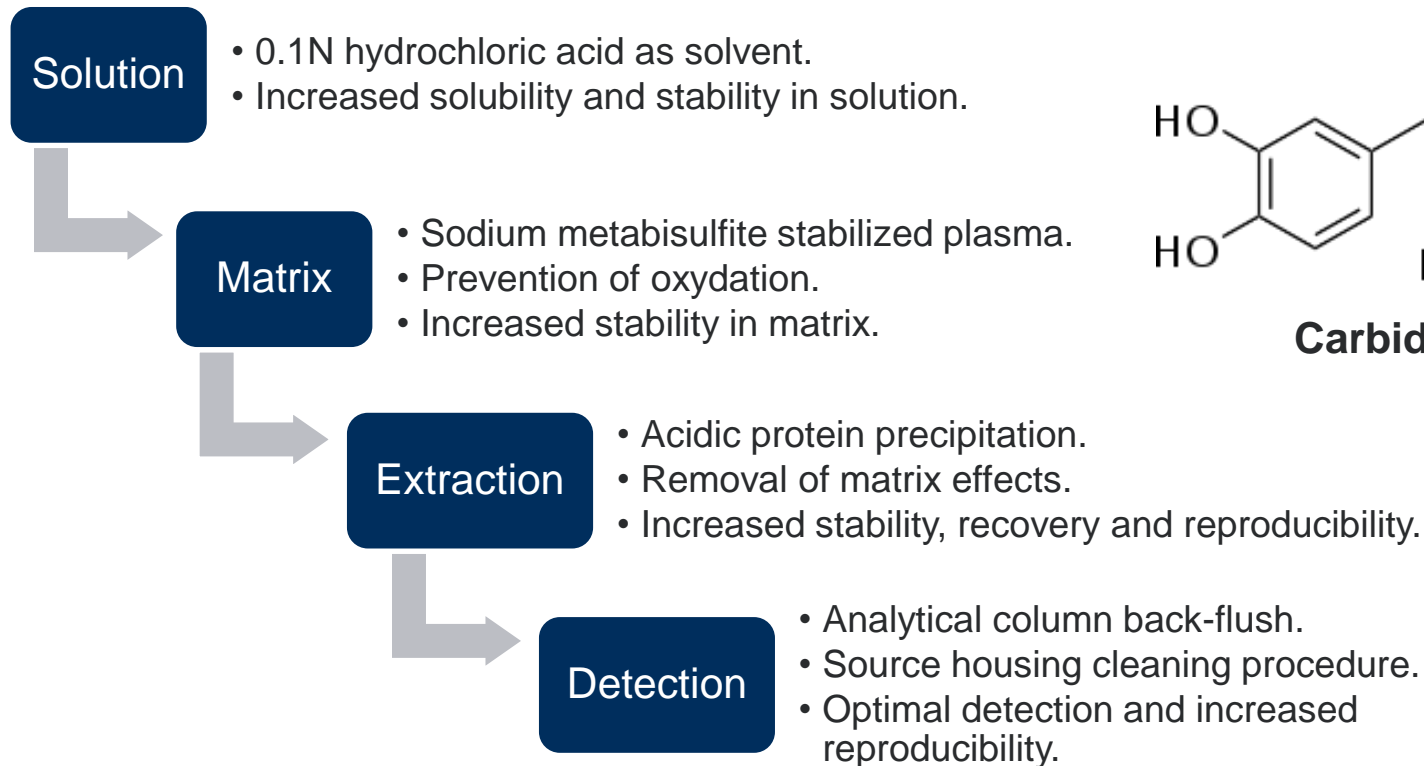 Solution
• 0.1N hydrochloric acid as solvent.
• Increased solubility and stability in solution.
HO
HO
Matrix
• Sodium metabisulfite stabilized plasma.
• Prevention of oxydation.
• Increased stability in matrix.
Carbid
Extraction
• Acidic protein precipitation.
• Removal of matrix effects.
• Increased stability, recovery and reproducibility.
Detection
• Analytical column back-flush.
• Source housing cleaning procedure.
• Optimal detection and increased
reproducibility.